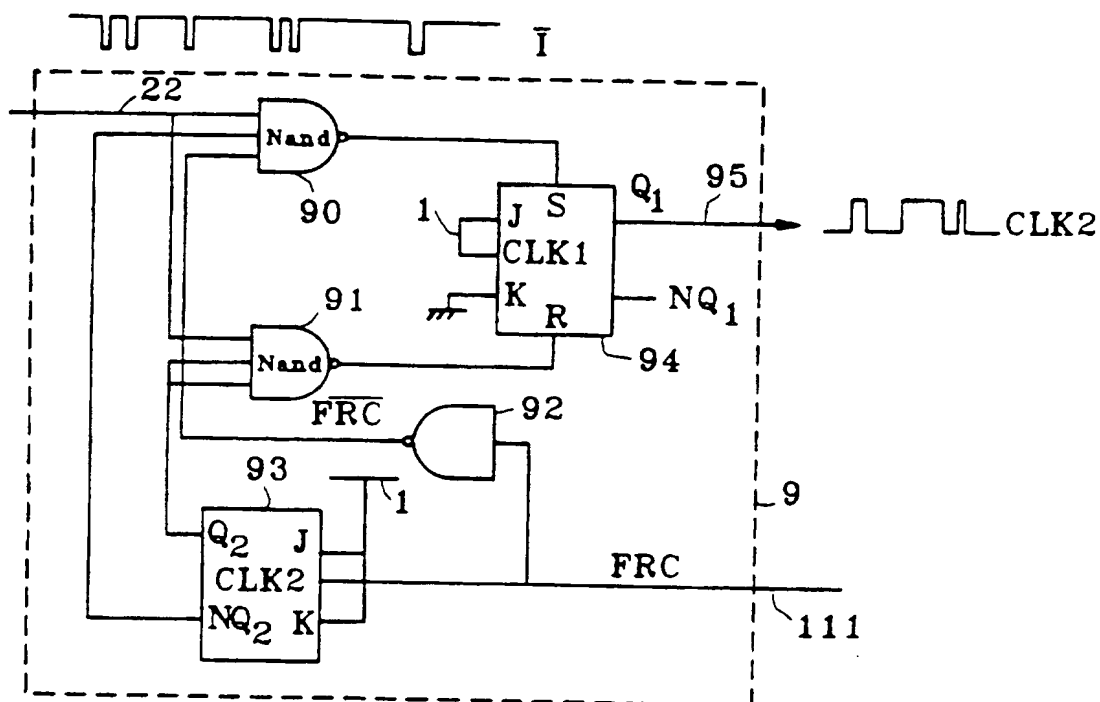 Ī
22
Nand
90
Q₁
95
S
J
1
CLK1
K
R
NQ₁
CLK2
94
91
Nand
F̅R̅C̅
92
93
1
9
Q₂
J
CLK2
FRC
NQ₂
K
111